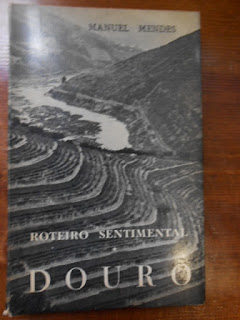 MANUEL MENDES
ROTEIRO SENTIMENTAL
*
DOURO